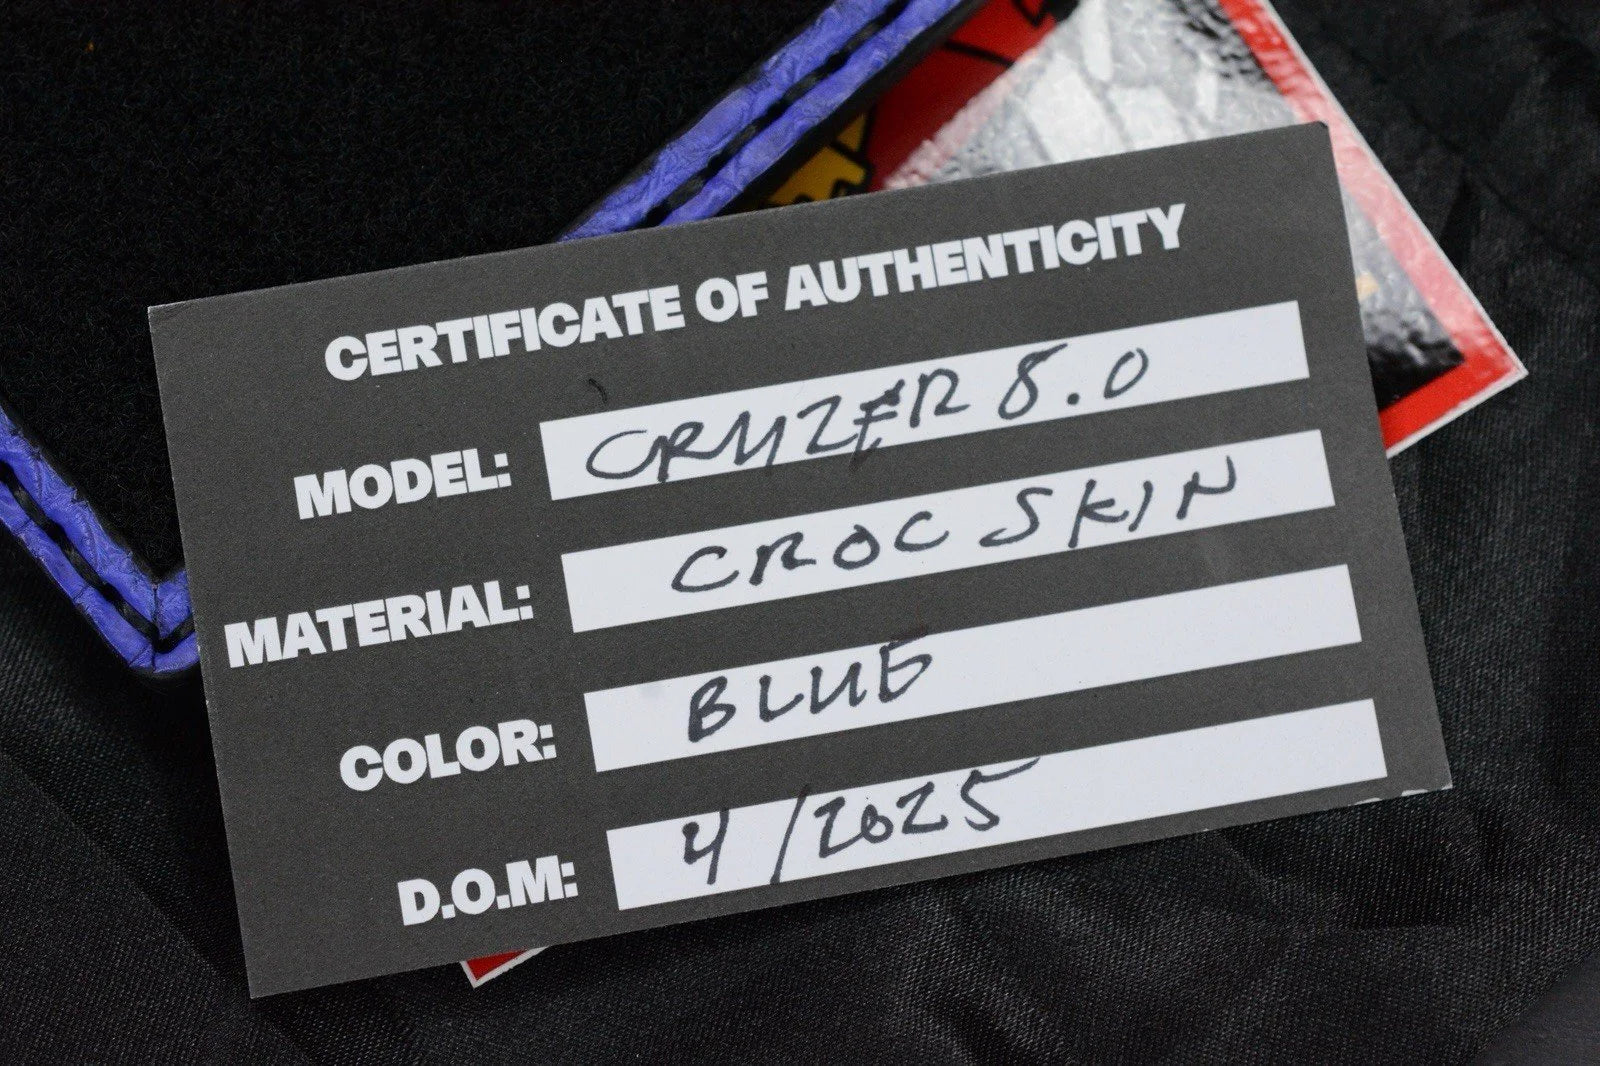 CERTIFICATE OF AUTHENTICITY
MODEL: CRUZER 8.0
MATERIAL: CROC SKIN
COLOR: BLUE
D.O.M: 4/2025